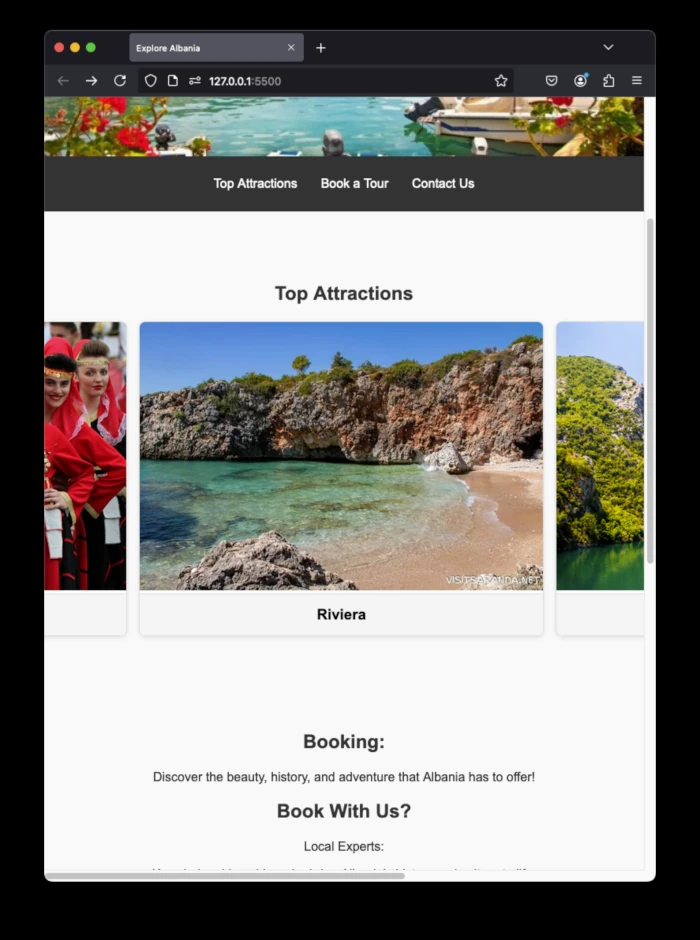 Explore Albania
127.0.0.1:5500
Top Attractions Book a Tour Contact Us
Top Attractions
VISITSARANDA.NET
Riviera
Booking:
Discover the beauty, history, and adventure that Albania has to offer!
Book With Us?
Local Experts: